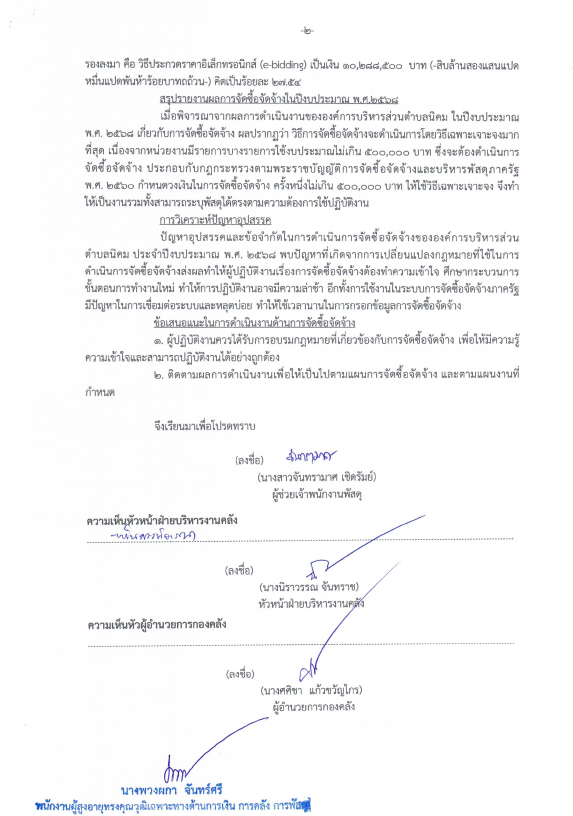 -๒-
รองลงมา คือ วิธีประกวดราคาอิเล็กทรอนิกส์ (e-bidding) เป็นเงิน ๑๐,๒๘๘,๕๐๐ บาท (-สิบล้านสองแสนแปด
หมื่นแปดพันห้าร้อยบาทถ้วน-) คิดเป็นร้อยละ ๒๗.๕๔
สรุปรายงานผลการจัดซื้อจัดจ้างในปีงบประมาณ พ.ศ.๒๕๖๘
เมื่อพิจารณาจากผลการดำเนินงานขององค์การบริหารส่วนตำบลนิคม ในปีงบประมาณ
พ.ศ. ๒๕๖๘ เกี่ยวกับการจัดซื้อจัดจ้าง ผลปรากฏว่า วิธีการจัดซื้อจัดจ้างจะดำเนินการโดยวิธีเฉพาะเจาะจงมาก
ที่สุด เนื่องจากหน่วยงานมีรายการบางรายการใช้งบประมาณไม่เกิน ๕๐๐,๐๐๐ บาท ซึ่งจะต้องดำเนินการ
จัดซื้อจัดจ้าง ประกอบกับกฎกระทรวงตามพระราชบัญญัติการจัดซื้อจัดจ้างและบริหารพัสดุภาครัฐ
พ.ศ. ๒๕๖๐ กำหนดวงเงินในการจัดซื้อจัดจ้าง ครั้งหนึ่งไม่เกิน ๕๐๐,๐๐๐ บาท ให้ใช้วิธีเฉพาะเจาะจง จึงทำ
ให้เป็นงานรวมทั้งสามารถระบุพัสดุได้ตรงตามความต้องการใช้ปฏิบัติงาน
การวิเคราะห์ปัญหาอุปสรรค
ปัญหาอุปสรรคและข้อจำกัดในการดำเนินการจัดซื้อจัดจ้างขององค์การบริหารส่วน
ตำบลนิคม ประจำปีงบประมาณ พ.ศ. ๒๕๖๘ พบปัญหาที่เกิดจากการเปลี่ยนแปลงกฎหมายที่ใช้ในการ
ดำเนินการจัดซื้อจัดจ้างส่งผลทำให้ผู้ปฏิบัติงานเรื่องการจัดซื้อจัดจ้างต้องทำความเข้าใจ ศึกษากระบวนการ
ขั้นตอนการทำงานใหม่ ทำให้การปฏิบัติงานอาจมีความล่าช้า อีกทั้งการใช้งานในระบบการจัดซื้อจัดจ้างภาครัฐ
มีปัญหาในการเชื่อมต่อระบบและหลุดบ่อย ทำให้ใช้เวลานานในการกรอกข้อมูลการจัดซื้อจัดจ้าง
ข้อเสนอแนะในการดำเนินงานด้านการจัดซื้อจัดจ้าง
๑. ผู้ปฏิบัติงานควรได้รับการอบรมกฎหมายที่เกี่ยวข้องกับการจัดซื้อจัดจ้าง เพื่อให้มีความรู้
ความเข้าใจและสามารถปฏิบัติงานได้อย่างถูกต้อง
๒. ติดตามผลการดำเนินงานเพื่อให้เป็นไปตามแผนการจัดซื้อจัดจ้าง และตามแผนงานที่
กำหนด
จึงเรียนมาเพื่อโปรดทราบ
(ลงชื่อ)
(นางสาวจันทรามาศ เชิดรัมย์)
ผู้ช่วยเจ้าพนักงานพัสดุ
ความเห็นหัวหน้าฝ่ายบริหารงานคลัง
(ลงชื่อ)
(นางนิราวรรณ จันทราช)
หัวหน้าฝ่ายบริหารงานคลัง
ความเห็นหัวผู้อำนวยการกองคลัง
(ลงชื่อ)
(นางศศิชา แก้วขวัญไกร)
ผู้อำนวยการกองคลัง
นางพวงผกา จันทร์ศรี
พนักงานผู้สูงอายุทรงคุณวุฒิเฉพาะทางด้านการเงิน การคลัง การพัสดุ